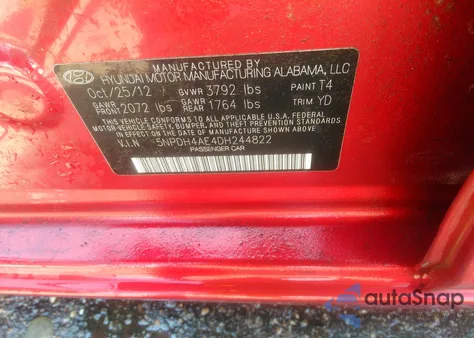 MANUFACTURED BY
HYUNDAI MOTOR MANUFACTURING ALABAMA, LLC
Oct/25/12 GVWR 3792 lbs PAINT T4
GAWR FRONT 2072 lbs GAWR REAR 1764 lbs TRIM YD
THIS VEHICLE CONFORMS TO ALL APPLICABLE U.S.A. FEDERAL
MOTOR VEHICLE SAFETY, BUMPER, AND THEFT PREVENTION STANDARDS
IN EFFECT ON THE DATE OF MANUFACTURE SHOWN ABOVE.
V.I.N 5NPDH4AE4DH244822
PASSENGER CAR
autoSnap